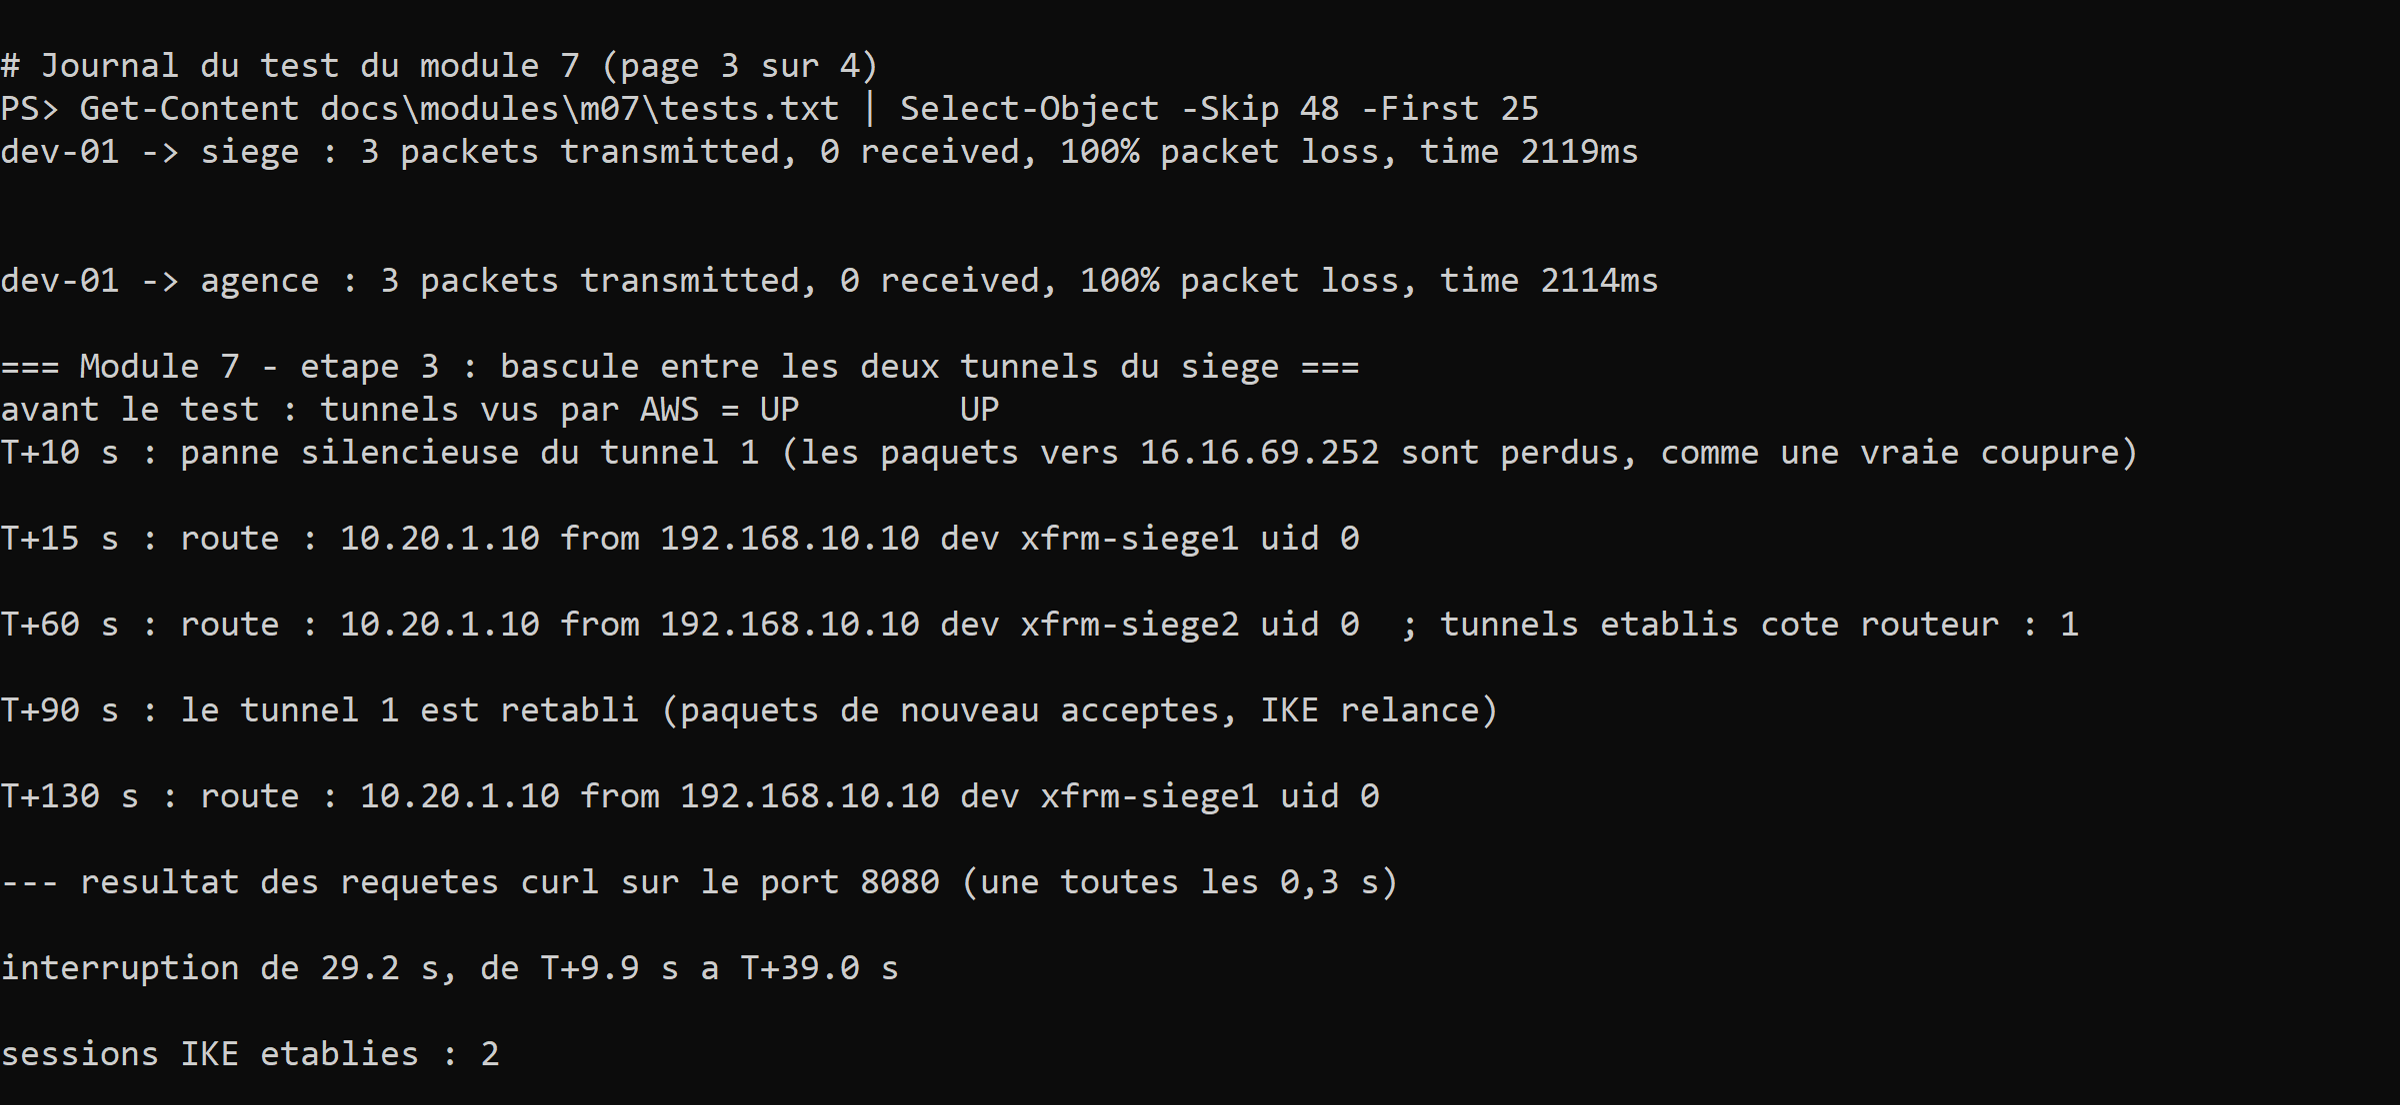 # Journal du test du module 7 (page 3 sur 4)
PS> Get-Content docs\modules\m07\tests.txt | Select-Object -Skip 48 -First 25
dev-01 -> siege : 3 packets transmitted, 0 received, 100% packet loss, time 2119ms
dev-01 -> agence : 3 packets transmitted, 0 received, 100% packet loss, time 2114ms
=== Module 7 - etape 3 : bascule entre les deux tunnels du siege ===
avant le test : tunnels vus par AWS = UP        UP
T+10 s : panne silencieuse du tunnel 1 (les paquets vers 16.16.69.252 sont perdus, comme une vraie coupure)
T+15 s : route : 10.20.1.10 from 192.168.10.10 dev xfrm-siege1 uid 0
T+60 s : route : 10.20.1.10 from 192.168.10.10 dev xfrm-siege2 uid 0  ; tunnels etablis cote routeur : 1
T+90 s : le tunnel 1 est retabli (paquets de nouveau acceptes, IKE relance)
T+130 s : route : 10.20.1.10 from 192.168.10.10 dev xfrm-siege1 uid 0
--- resultat des requetes curl sur le port 8080 (une toutes les 0,3 s)
interruption de 29.2 s, de T+9.9 s a T+39.0 s
sessions IKE etablies : 2